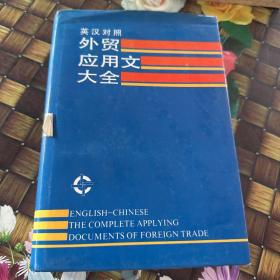 英汉对照
外贸
应用文
大全
ENGLISH-CHINESE
THE COMPLETE APPLYING
DOCUMENTS OF FOREIGN TRADE